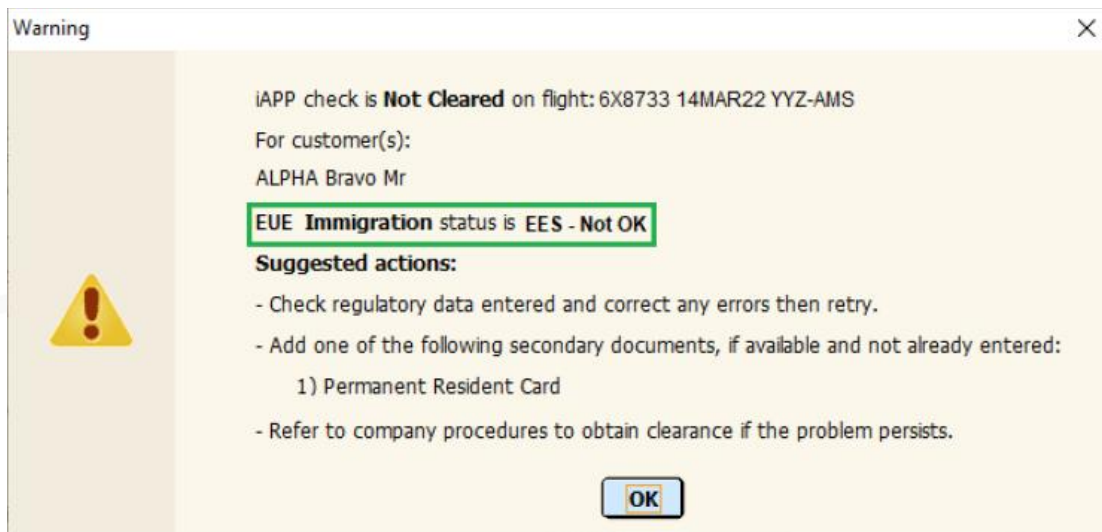 Warning
iAPP check is Not Cleared on flight: 6X8733 14MAR22 YYZ-AMS
For customer(s):
ALPHA Bravo Mr
EUE Immigration status is EES - Not OK
Suggested actions:
- Check regulatory data entered and correct any errors then retry.
- Add one of the following secondary documents, if available and not already entered:
1) Permanent Resident Card
- Refer to company procedures to obtain clearance if the problem persists.
OK